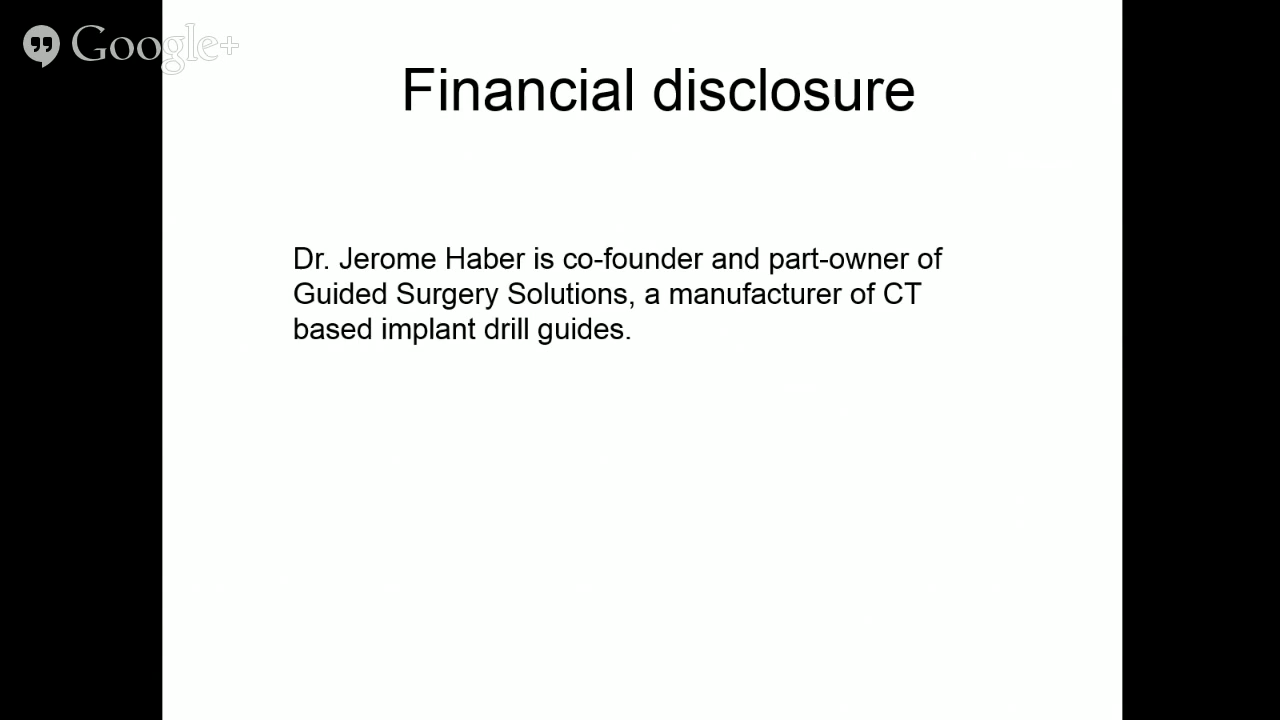 Google+
Financial disclosure
Dr. Jerome Haber is co-founder and part-owner of
Guided Surgery Solutions, a manufacturer of CT
based implant drill guides.